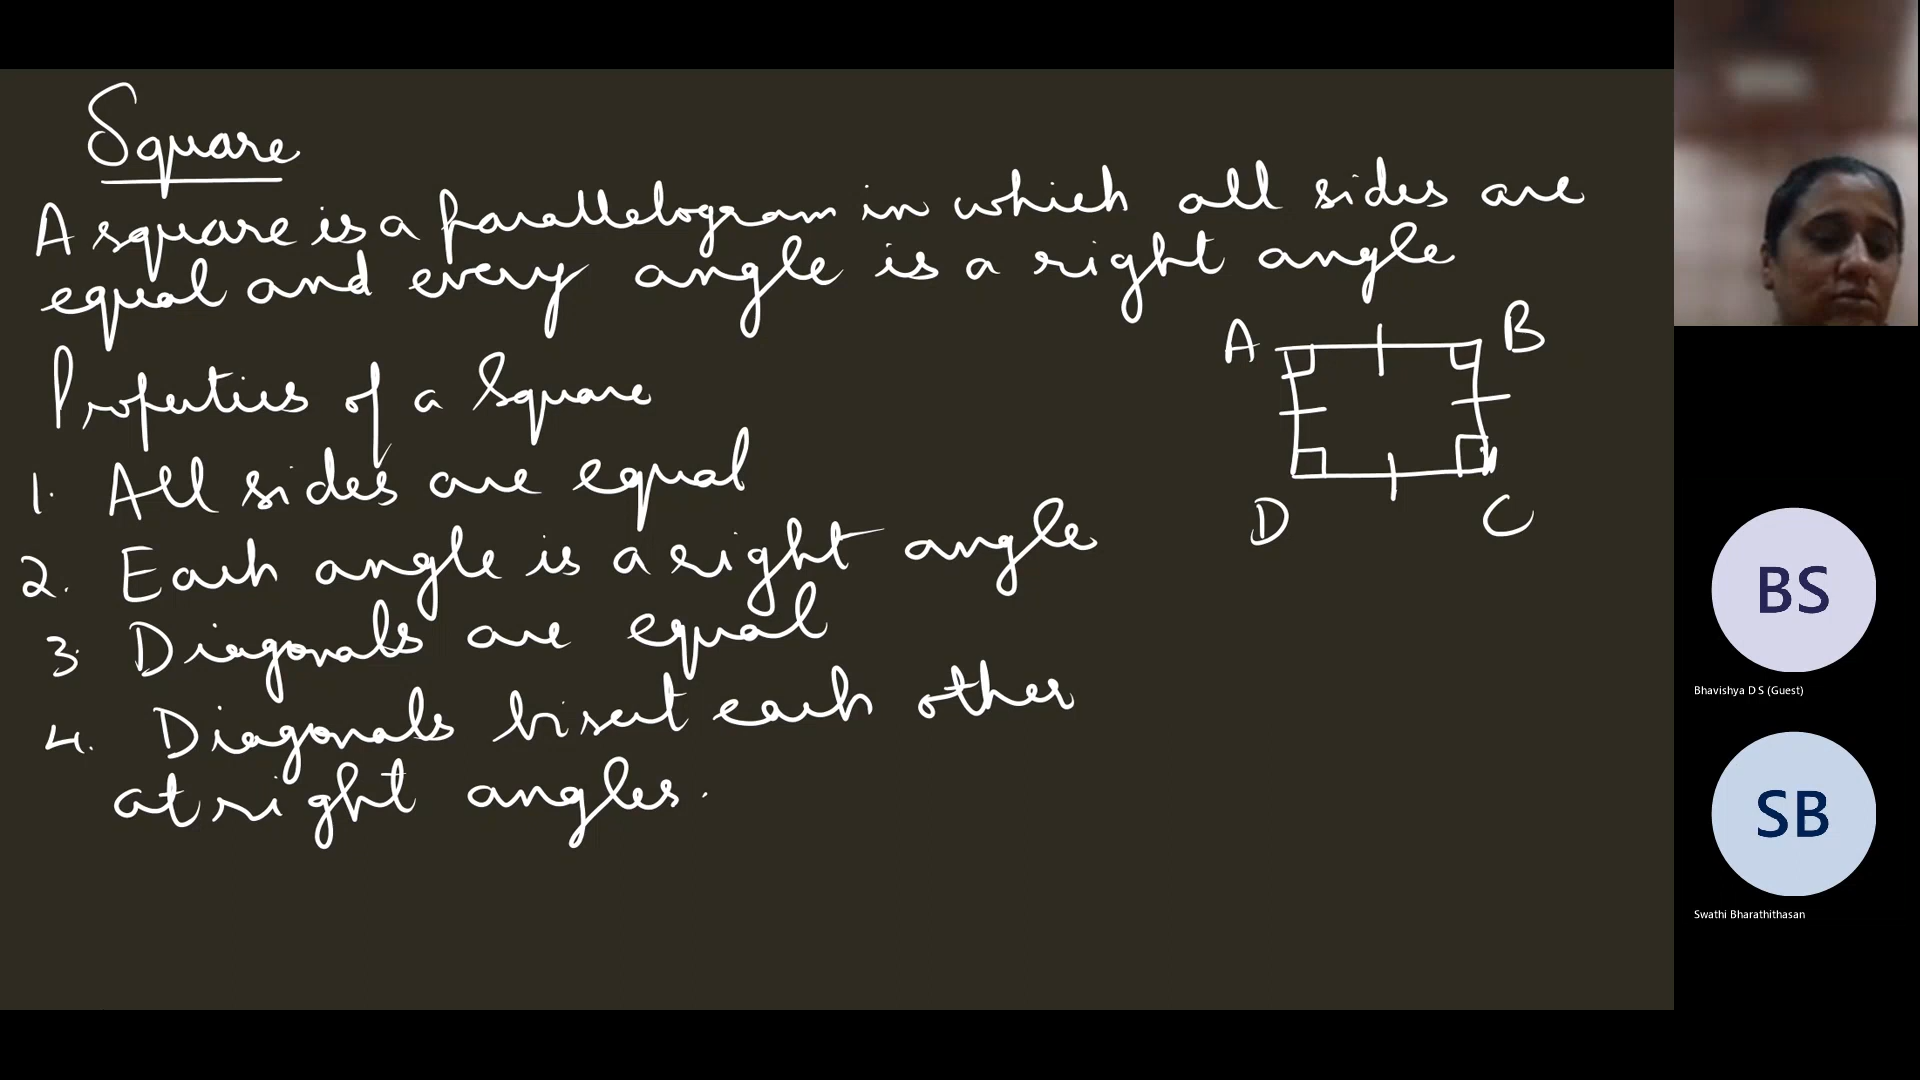 Square
A square is a parallelogram in which all sides are
equal and every angle is a right angle
A B
Properties of a Square
1. All sides are equal
D C
2. Each angle is a right angle
3. Diagonals are equal
4. Diagonals bisect each other
at right angles.
BS
Bhavishya D S (Guest)
SB
Swathi Bharathithasan